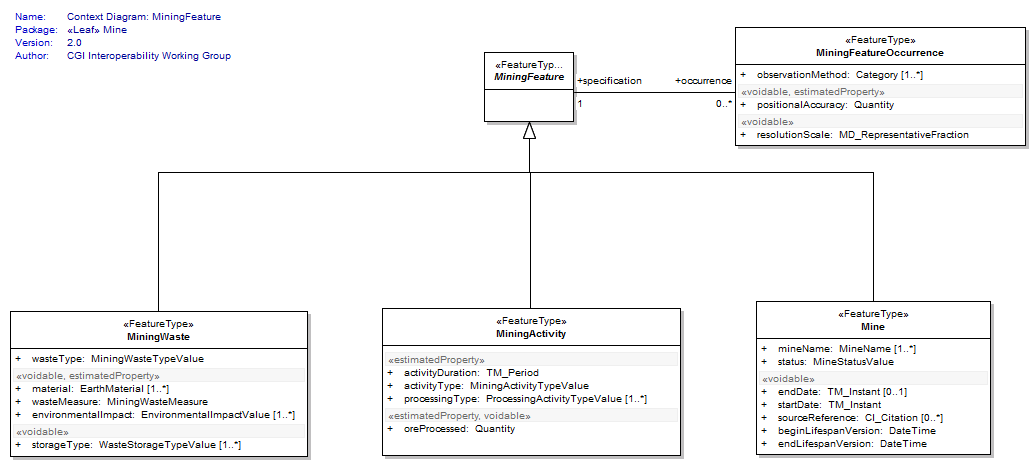 Name: Context Diagram: MiningFeature
Package: «Leaf» Mine
Version: 2.0
Author: CGI Interoperability Working Group
«FeatureTyp...
MiningFeature
+specification
+occurrence
1
0..*
«FeatureType»
MiningFeatureOccurrence
+ observationMethod: Category [1..*]
«voidable, estimatedProperty»
+ positionalAccuracy: Quantity
«voidable»
+ resolutionScale: MD_RepresentativeFraction
«FeatureType»
MiningWaste
+ wasteType: MiningWasteTypeValue
«voidable, estimatedProperty»
+ material: EarthMaterial [1..*]
+ wasteMeasure: MiningWasteMeasure
+ environmentalImpact: EnvironmentalImpactValue [1..*]
«voidable»
+ storageType: WasteStorageTypeValue [1..*]
«FeatureType»
MiningActivity
«estimatedProperty»
+ activityDuration: TM_Period
+ activityType: MiningActivityTypeValue
+ processingType: ProcessingActivityTypeValue [1..*]
«estimatedProperty, voidable»
+ oreProcessed: Quantity
«FeatureType»
Mine
+ mineName: MineName [1..*]
+ status: MineStatusValue
«voidable»
+ endDate: TM_Instant [0..1]
+ startDate: TM_Instant
+ sourceReference: CI_Citation [0..*]
+ beginLifespanVersion: DateTime
+ endLifespanVersion: DateTime